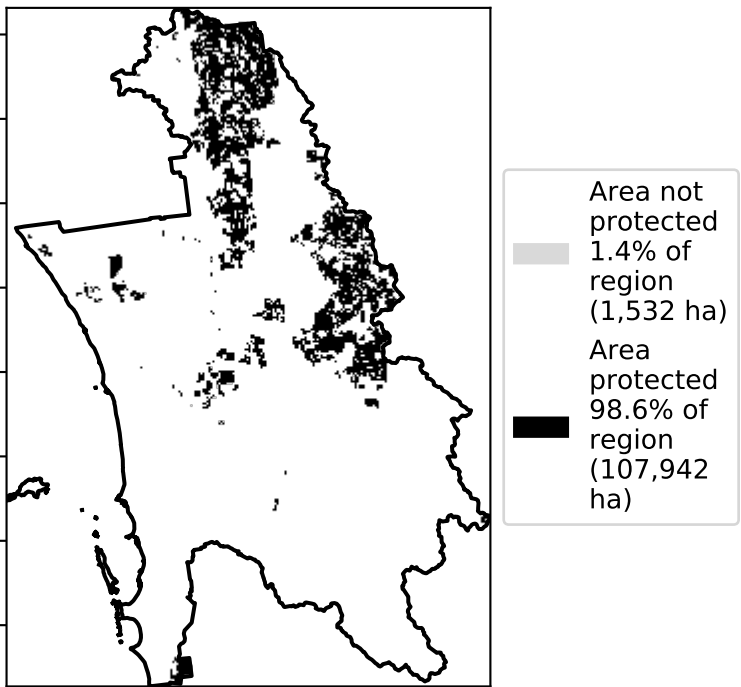 Area not
protected
1.4% of
region
(1,532 ha)
Area
protected
98.6% of
region
(107,942
ha)